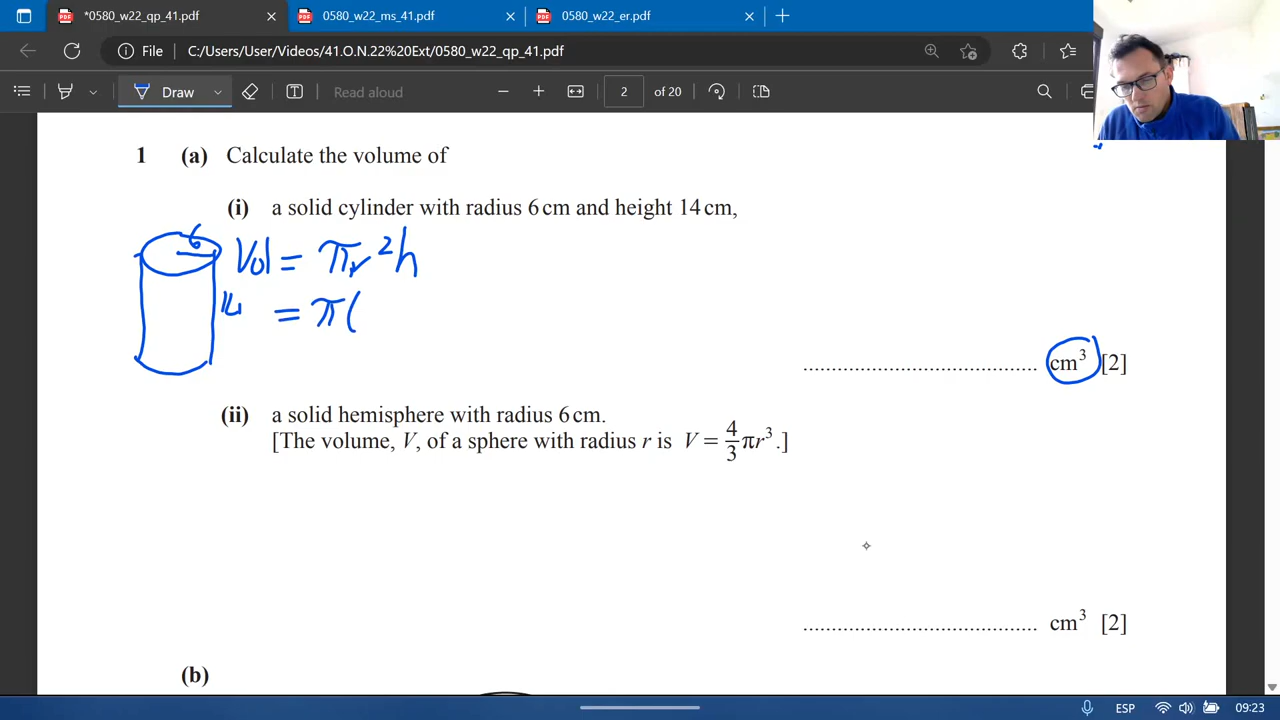 *0580_w22_qp_41.pdf
0580_w22_ms_41.pdf
0580_w22_er.pdf
File
C:/Users/User/Videos/41.O.N.22%20Ext/0580_w22_qp_41.pdf
Draw
Read aloud
2
of 20
1 (a) Calculate the volume of
(i) a solid cylinder with radius 6 cm and height 14 cm,
6
Vol = πr²h
14
= π(
........................................ cm³ [2]
(ii) a solid hemisphere with radius 6 cm.
[The volume, V, of a sphere with radius r is V = 4/3 πr³.]
........................................ cm³ [2]
(b)
ESP
09:23